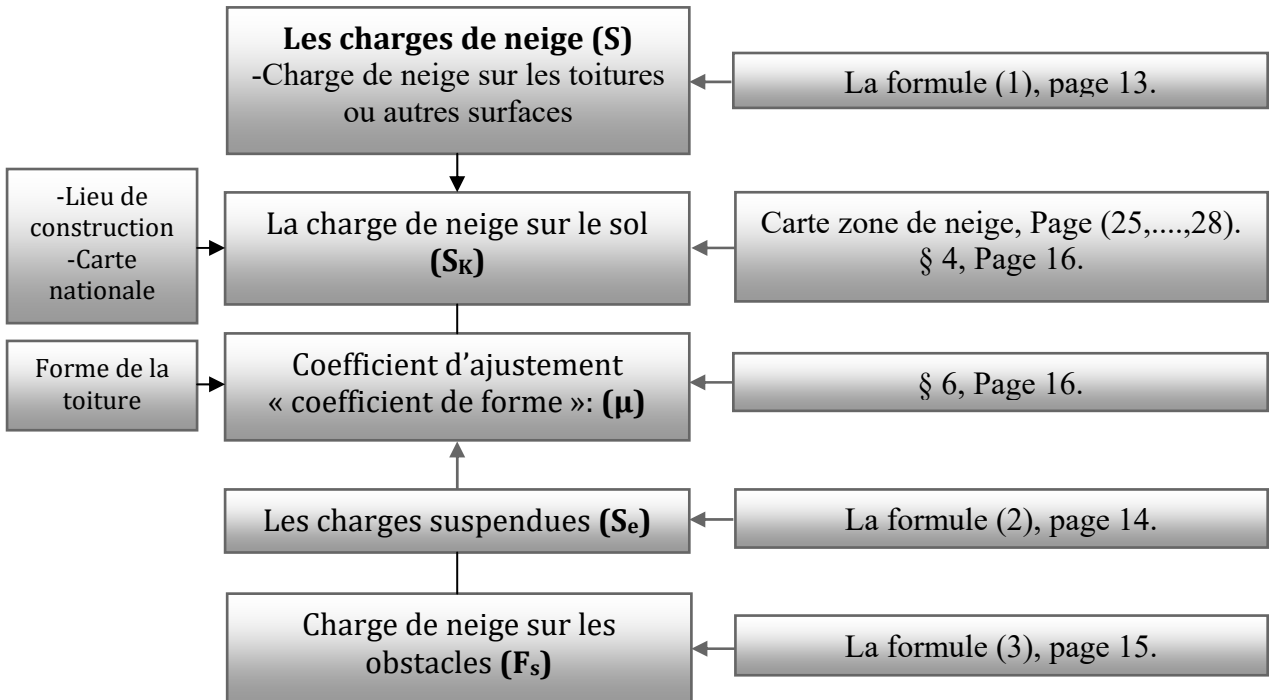 Les charges de neige (S)
-Charge de neige sur les toitures
ou autres surfaces
La formule (1), page 13.
-Lieu de
construction
-Carte
nationale
La charge de neige sur le sol
(SK)
Carte zone de neige, Page (25,....,28).
§ 4, Page 16.
Forme de la
toiture
Coefficient d’ajustement
« coefficient de forme »: (µ)
§ 6, Page 16.
Les charges suspendues (Se)
La formule (2), page 14.
Charge de neige sur les
obstacles (Fs)
La formule (3), page 15.